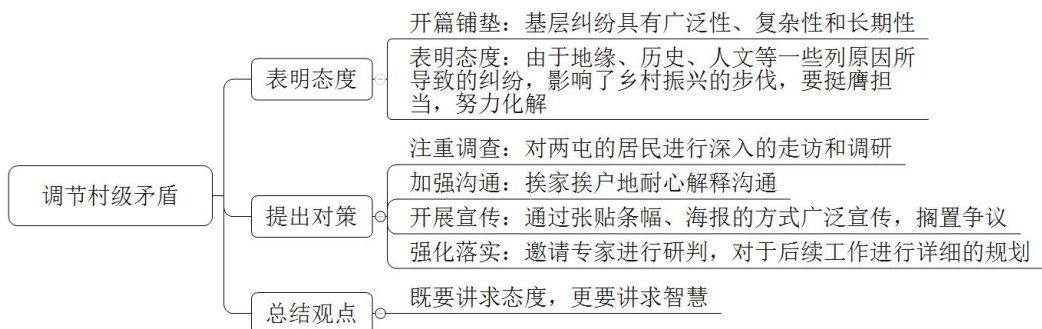 调节村级矛盾
表明态度
开篇铺垫：基层纠纷具有广泛性、复杂性和长期性
表明态度：由于地缘、历史、人文等一些列原因所
导致的纠纷，影响了乡村振兴的步伐，要挺膺担
当，努力化解
提出对策
注重调查：对两屯的居民进行深入的走访和调研
加强沟通：挨家挨户地耐心解释沟通
开展宣传：通过张贴条幅、海报的方式广泛宣传，搁置争议
强化落实：邀请专家进行研判，对于后续工作进行详细的规划
总结观点
既要讲求态度，更要讲求智慧